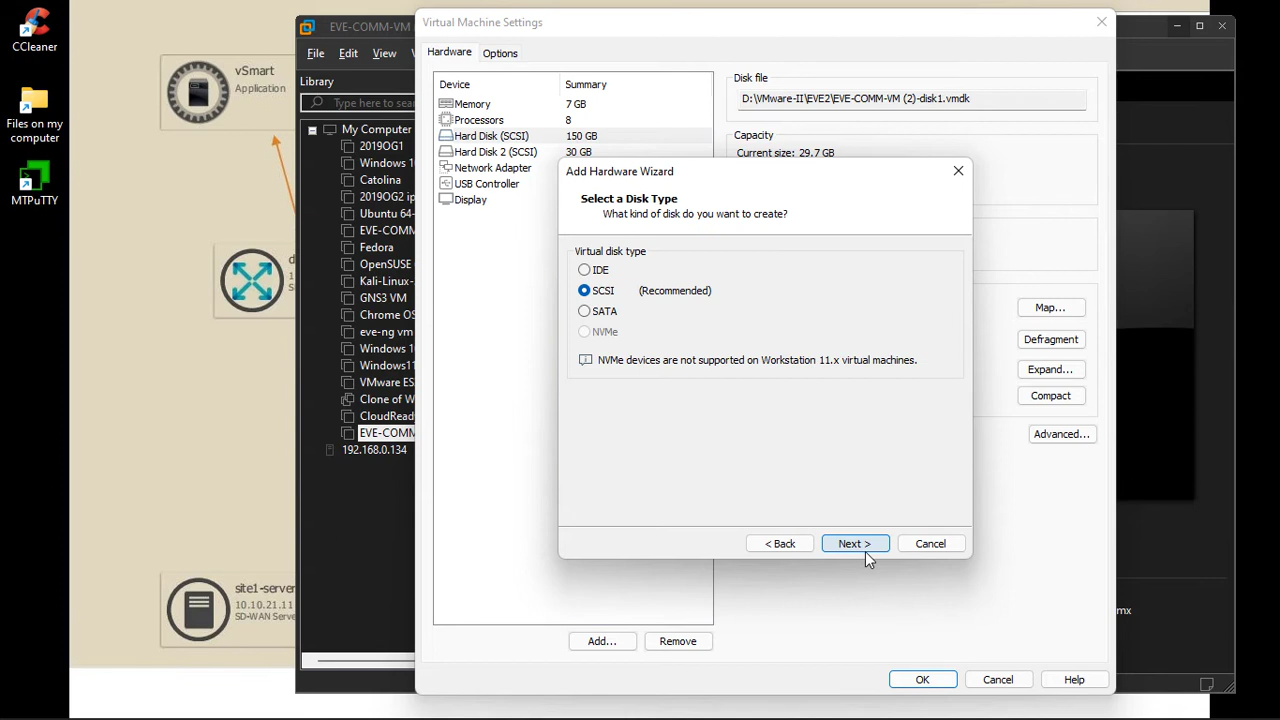 CCleaner
Files on my
computer
MTPuTTY
vSmart
Application
d
1
S
site1-server
10.10.21.11
SD-WAN Serve
EVE-COMM-VM
File Edit View
Library
Type here to sear
My Computer
2019OG1
Windows 1
Catolina
2019OG2 ip
Ubuntu 64-
EVE-COMM
Fedora
OpenSUSE
Kali-Linux-
GNS3 VM
Chrome OS
eve-ng vm
Windows 1
Windows11
VMware ES
Clone of W
CloudRead
EVE-COMM
192.168.0.134
mx
Virtual Machine Settings
Hardware Options
Device Summary
Memory 7 GB
Processors 8
Hard Disk (SCSI) 150 GB
Hard Disk 2 (SCSI) 30 GB
Network Adapter
USB Controller
Display
Disk file
D:\VMware-II\EVE2\EVE-COMM-VM (2)-disk1.vmdk
Capacity
Current size: 29.7 GB
Map...
Defragment
Expand...
Compact
Advanced...
Add Hardware Wizard
Select a Disk Type
What kind of disk do you want to create?
Virtual disk type
IDE
SCSI (Recommended)
SATA
NVMe
NVMe devices are not supported on Workstation 11.x virtual machines.
< Back Next > Cancel
Add... Remove
OK Cancel Help